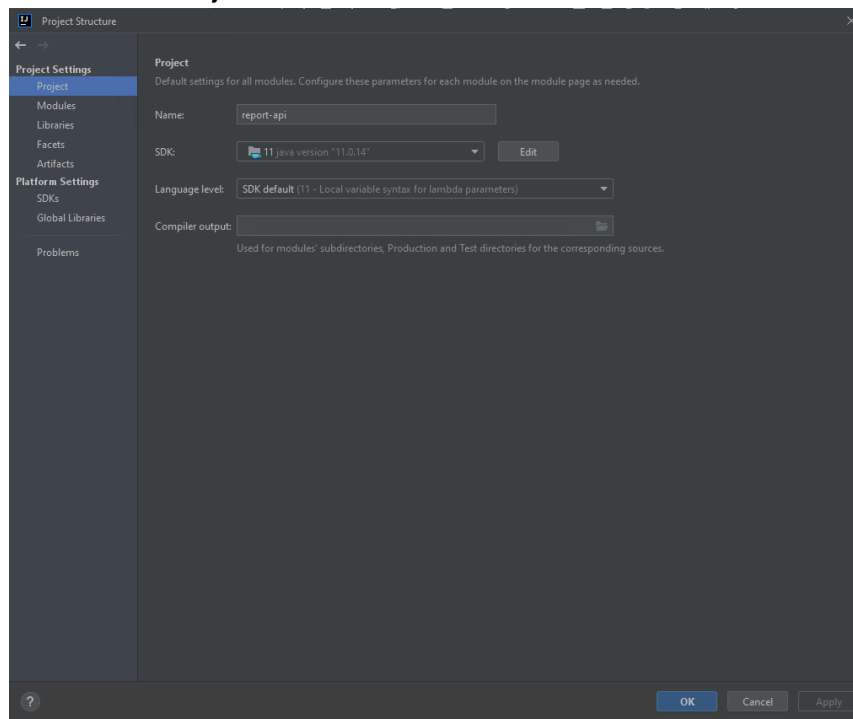 Project Structure
Project Settings
Project
Modules
Libraries
Facets
Artifacts
Platform Settings
SDKs
Global Libraries
Problems
Project
Default settings for all modules. Configure these parameters for each module on the module page as needed.
Name: report-api
SDK: 11 java version "11.0.14" Edit
Language level: SDK default (11 - Local variable syntax for lambda parameters)
Compiler output:
Used for modules' subdirectories, Production and Test directories for the corresponding sources.
? OK Cancel Apply